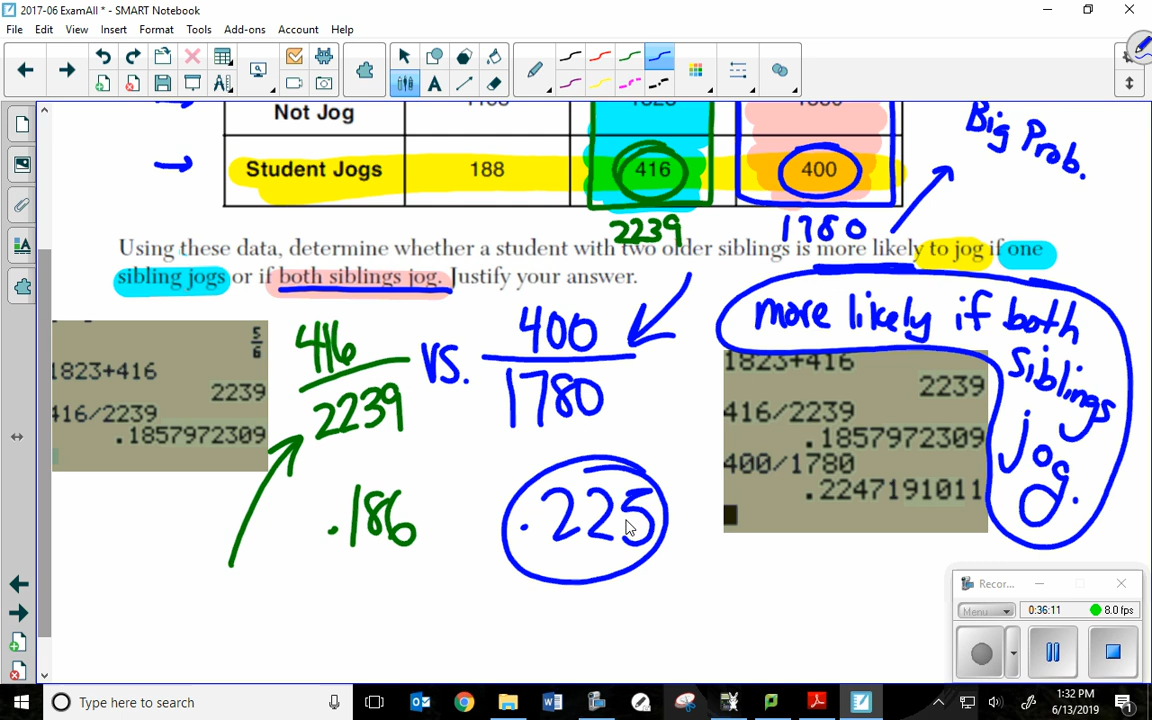 2017-06 ExamAll * - SMART Notebook
File Edit View Insert Format Tools Add-ons Account Help
Not Jog
Student Jogs 188 416 400
2239 1780
Big Prob.
Using these data, determine whether a student with two older siblings is more likely to jog if one
sibling jogs or if both siblings jog. Justify your answer.
5/6
1823+416
2239
416/2239
.1857972309
416/2239 vs. 400/1780
.186
.225
more likely if both
siblings
jog.
1823+416
2239
416/2239
.1857972309
400/1780
.2247191011
Recor...
Menu 0:36:11 8.0 fps
Type here to search
1:32 PM
6/13/2019
1